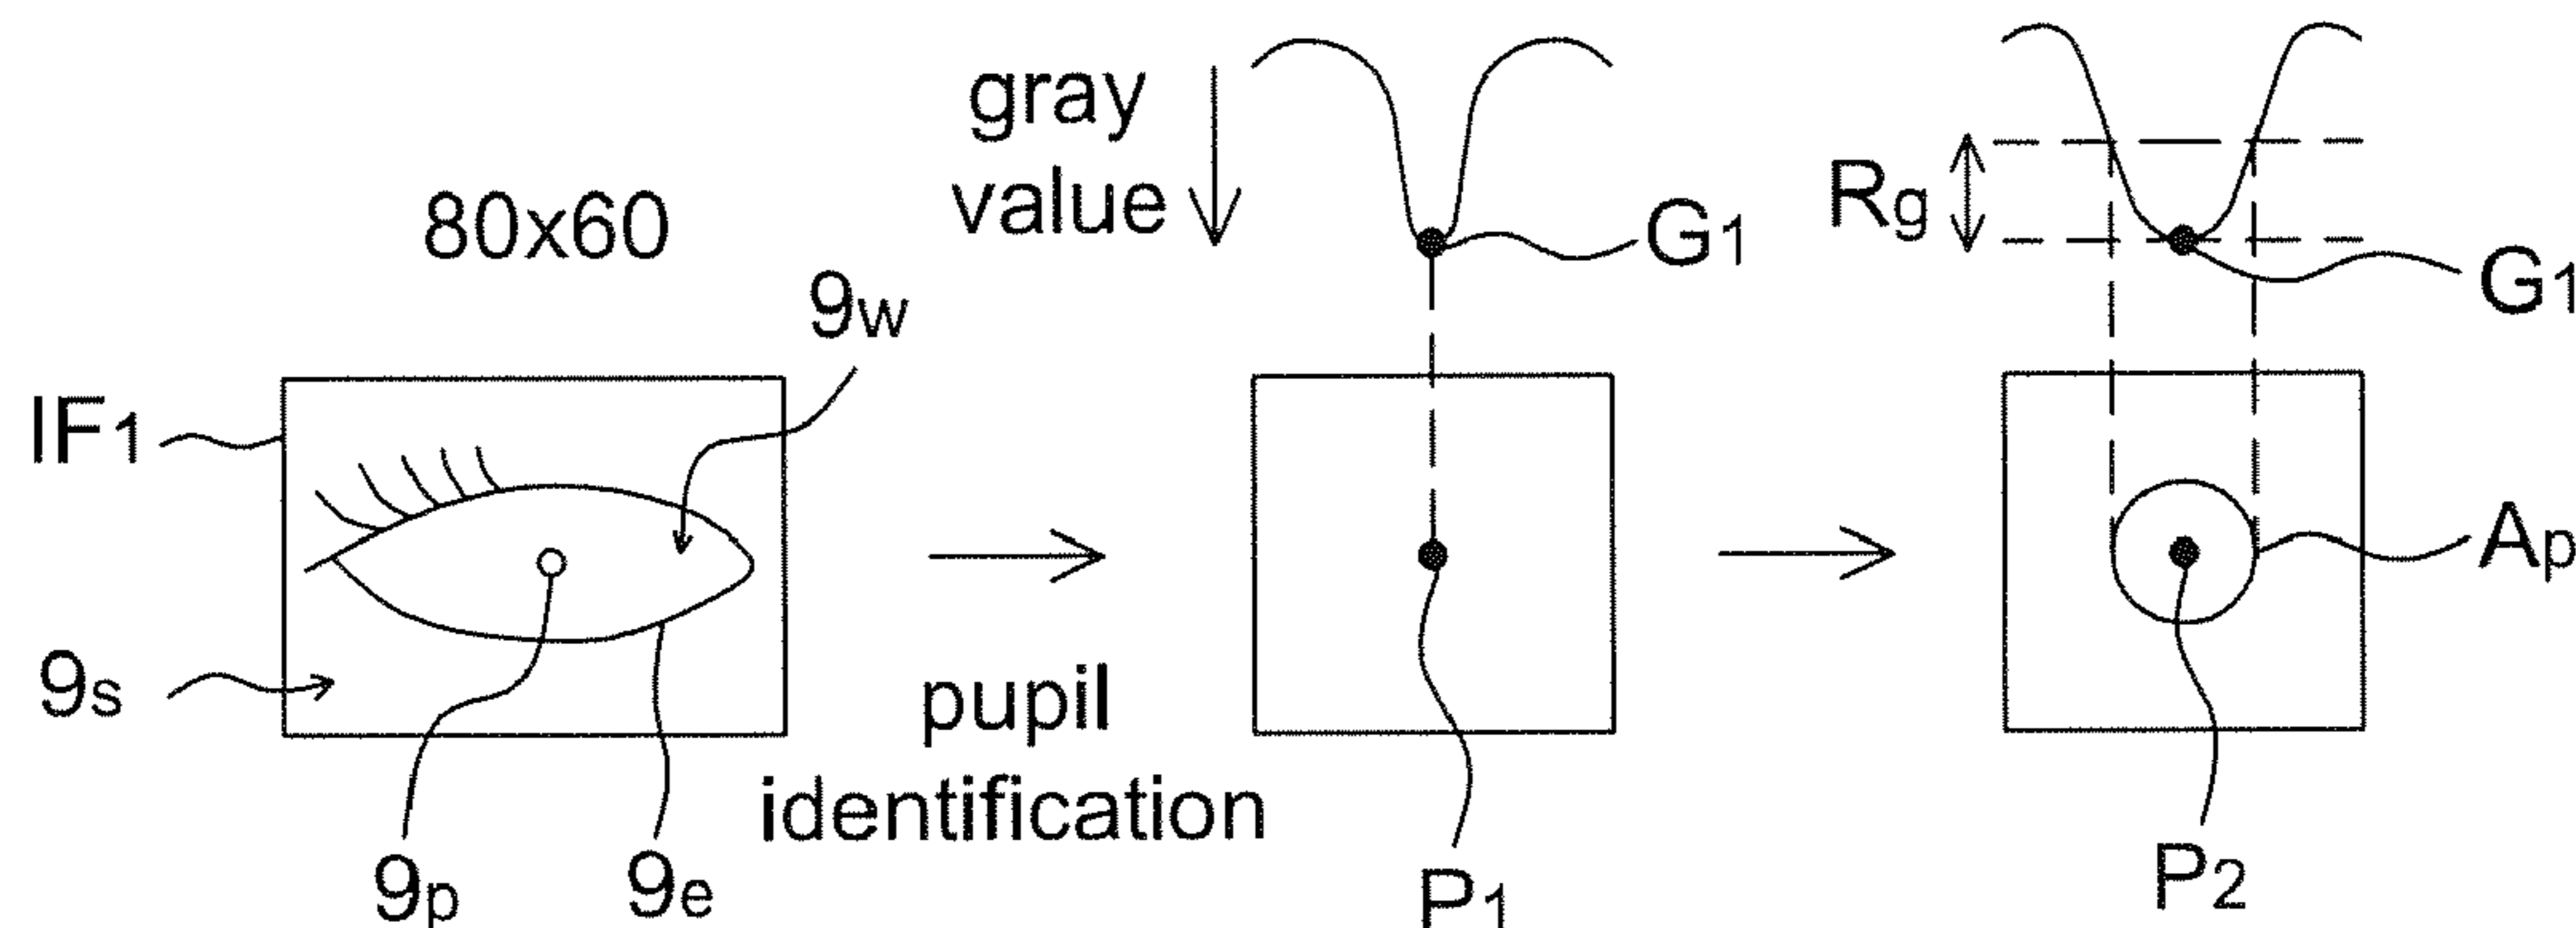 80x60
IF1
9w
9s
9p
9e
pupil
identification
gray
value
G1
P1
Rg
G1
Ap
P2